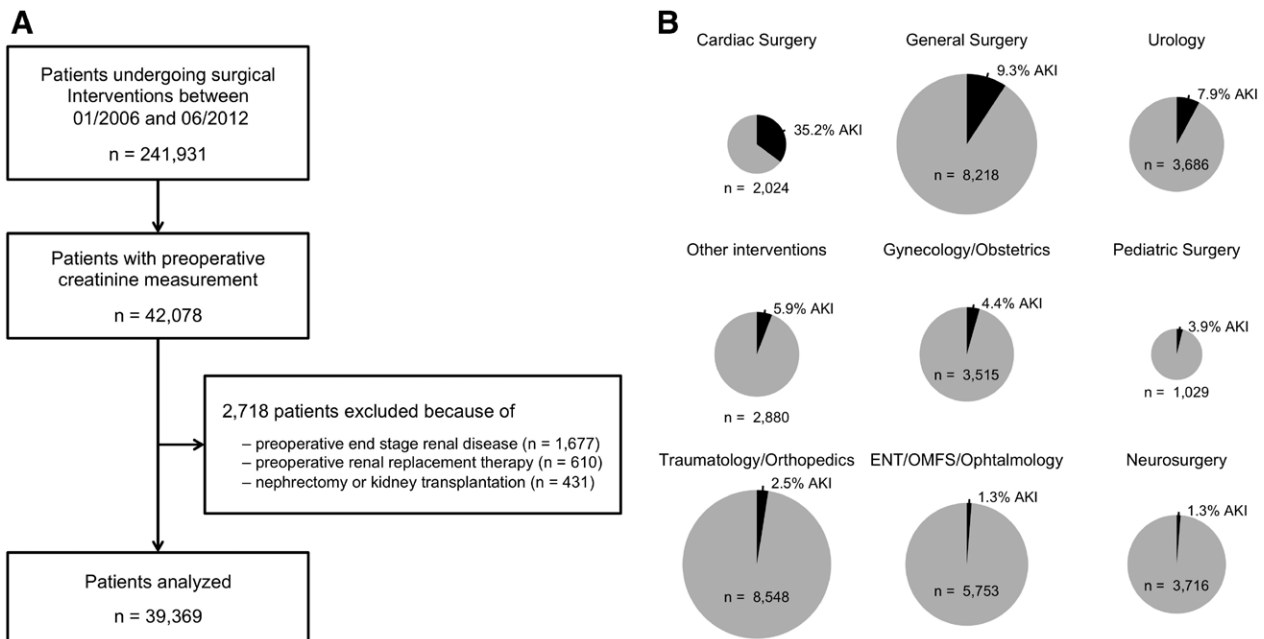 A
Patients undergoing surgical
Interventions between
01/2006 and 06/2012
n = 241,931
Patients with preoperative
creatinine measurement
n = 42,078
2,718 patients excluded because of
– preoperative end stage renal disease (n = 1,677)
– preoperative renal replacement therapy (n = 610)
– nephrectomy or kidney transplantation (n = 431)
Patients analyzed
n = 39,369
B
Cardiac Surgery
35.2% AKI
n = 2,024
General Surgery
9.3% AKI
n = 8,218
Urology
7.9% AKI
n = 3,686
Other interventions
5.9% AKI
n = 2,880
Gynecology/Obstetrics
4.4% AKI
n = 3,515
Pediatric Surgery
3.9% AKI
n = 1,029
Traumatology/Orthopedics
2.5% AKI
n = 8,548
ENT/OMFS/Ophtalmology
1.3% AKI
n = 5,753
Neurosurgery
1.3% AKI
n = 3,716